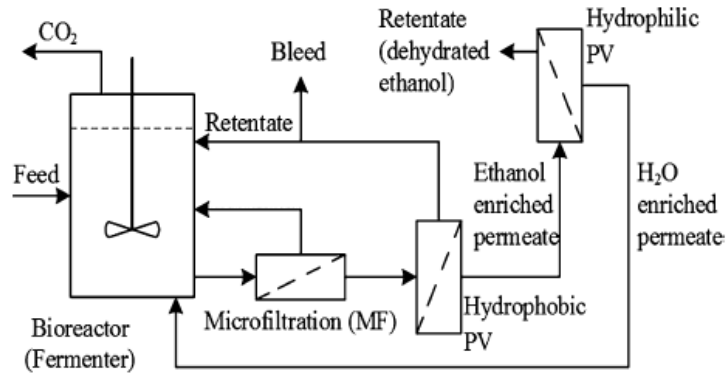 CO₂
Bleed
Retentate
(dehydrated
ethanol)
Hydrophilic
PV
Retentate
Feed
Ethanol
enriched
permeate
H₂O
enriched
permeate
Bioreactor
(Fermenter)
Microfiltration (MF)
Hydrophobic
PV